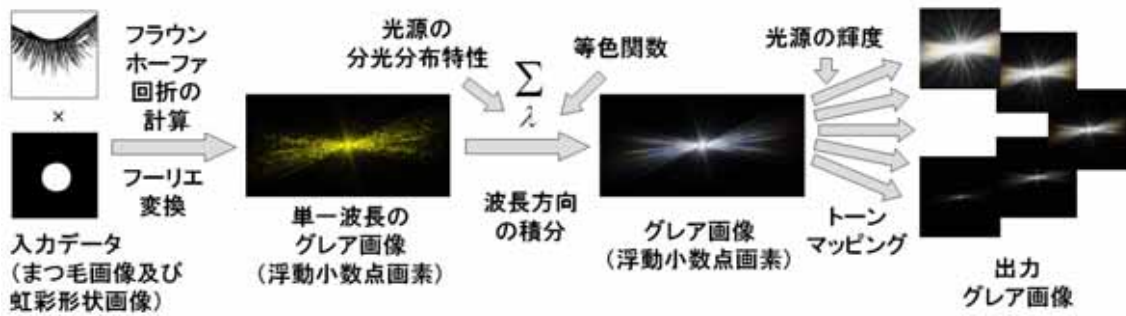 フラウン
ホーファ
回折の
計算
×
フーリエ
変換
入力データ
(まつ毛画像及び
虹彩形状画像)
単一波長の
グレア画像
(浮動小数点画素)
光源の
分光分布特性
等色関数
Σ
λ
波長方向
の積分
グレア画像
(浮動小数点画素)
光源の輝度
トーン
マッピング
出力
グレア画像